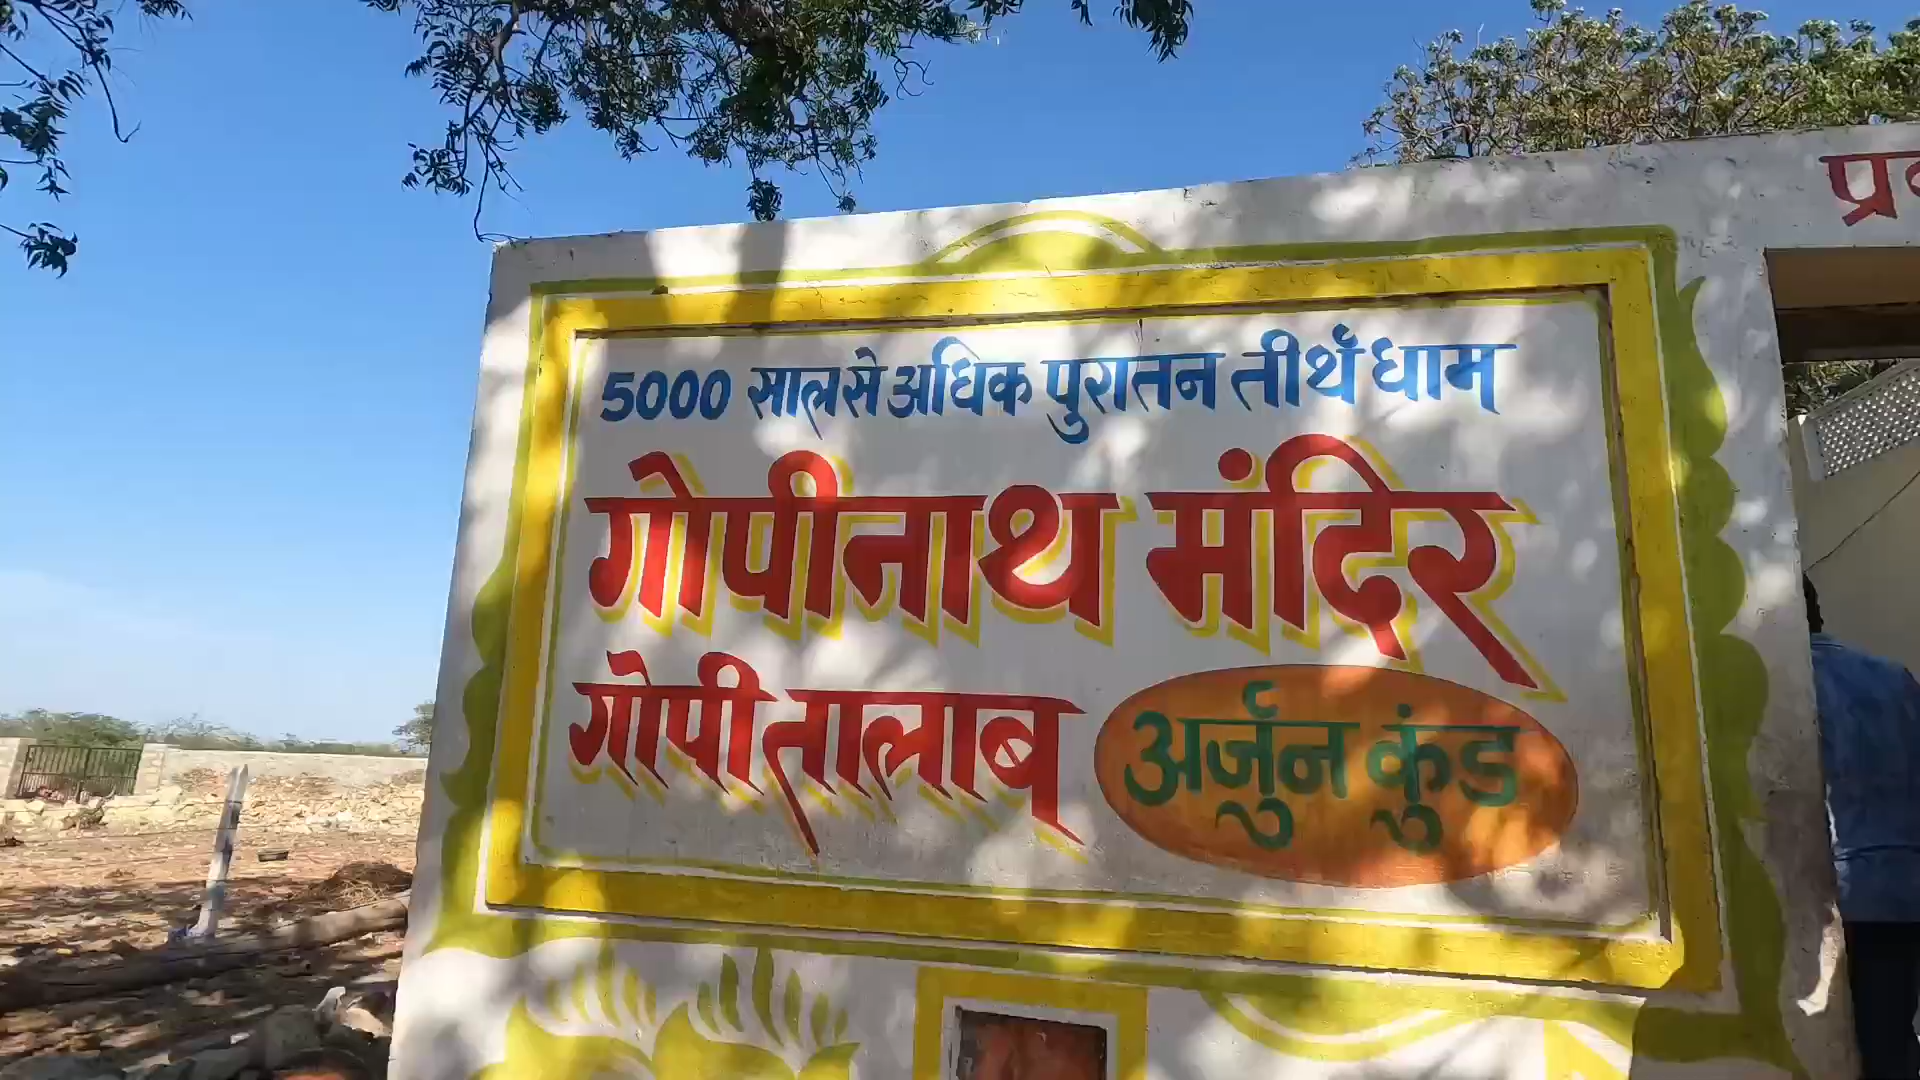 5000 साल से अधिक पुरातन तीर्थ धाम
गोपीनाथ मंदिर
गोपी तालाब
अर्जुन कुंड